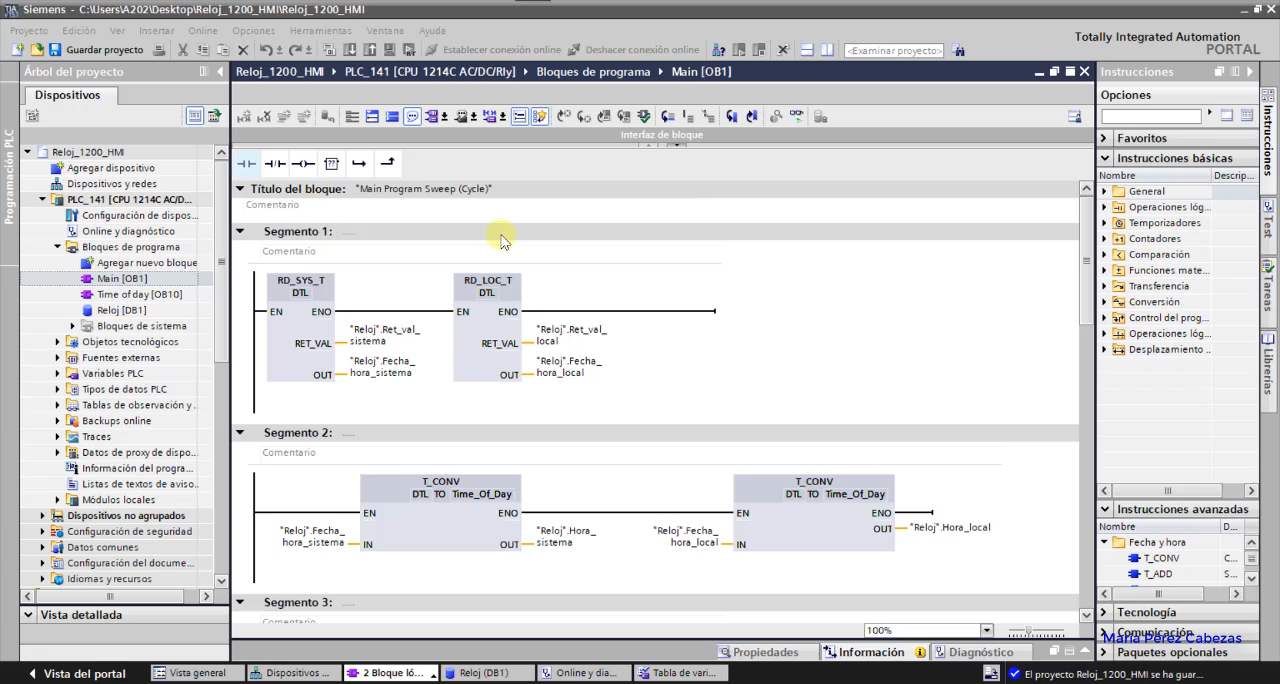 Siemens - C:\Users\A202\Desktop\Reloj_1200_HMI\Reloj_1200_HMI
Proyecto Edición Ver Insertar Online Opciones Herramientas Ventana Ayuda
Totally Integrated Automation
PORTAL
Guardar proyecto Establecer conexión online Deshacer conexión online <Examinar proyecto>
Árbol del proyecto
Reloj_1200_HMI PLC_141 [CPU 1214C AC/DC/Rly] Bloques de programa Main [OB1]
Instrucciones
Dispositivos
Opciones
Programación PLC
Interfaz de bloque
Favoritos
Instrucciones básicas
Nombre Descrip...
General
Operaciones lóg...
Temporizadores
Contadores
Comparación
Funciones mate...
Transferencia
Conversión
Control del prog...
Operaciones lóg...
Desplazamiento ..
Instrucciones avanzadas
Nombre D...
Fecha y hora
T_CONV C...
T_ADD S...
Tecnología
Comunicación
Maria Perez Cabezas
Paquetes opcionales
Instrucciones
Test
Tareas
Librerías
Reloj_1200_HMI
Agregar dispositivo
Dispositivos y redes
PLC_141 [CPU 1214C AC/D...
Configuración de dispos...
Online y diagnóstico
Bloques de programa
Agregar nuevo bloque
Main [OB1]
Time of day [OB10]
Reloj [DB1]
Bloques de sistema
Objetos tecnológicos
Fuentes externas
Variables PLC
Tipos de datos PLC
Tablas de observación y...
Backups online
Traces
Datos de proxy de dispo...
Información del progra...
Listas de textos de aviso...
Módulos locales
Dispositivos no agrupados
Configuración de seguridad
Datos comunes
Configuración del docume...
Idiomas y recursos
Vista detallada
Título del bloque: "Main Program Sweep (Cycle)"
Comentario
Segmento 1: .....
Comentario
RD_SYS_T
DTL
EN ENO
RET_VAL "Reloj".Ret_val_
sistema
OUT "Reloj".Fecha_
hora_sistema
RD_LOC_T
DTL
EN ENO
RET_VAL "Reloj".Ret_val_
local
OUT "Reloj".Fecha_
hora_local
Segmento 2: .....
Comentario
T_CONV
DTL TO Time_Of_Day
EN ENO
"Reloj".Fecha_
hora_sistema IN
OUT "Reloj".Hora_
sistema
T_CONV
DTL TO Time_Of_Day
EN ENO
"Reloj".Fecha_
hora_local IN
OUT "Reloj".Hora_local
Segmento 3: .....
Comentario
100%
Propiedades Información Diagnóstico
Vista del portal Vista general Dispositivos ... 2 Bloque ló... Reloj (DB1) Online y dia... Tabla de vari... El proyecto Reloj_1200_HMI se ha guar...